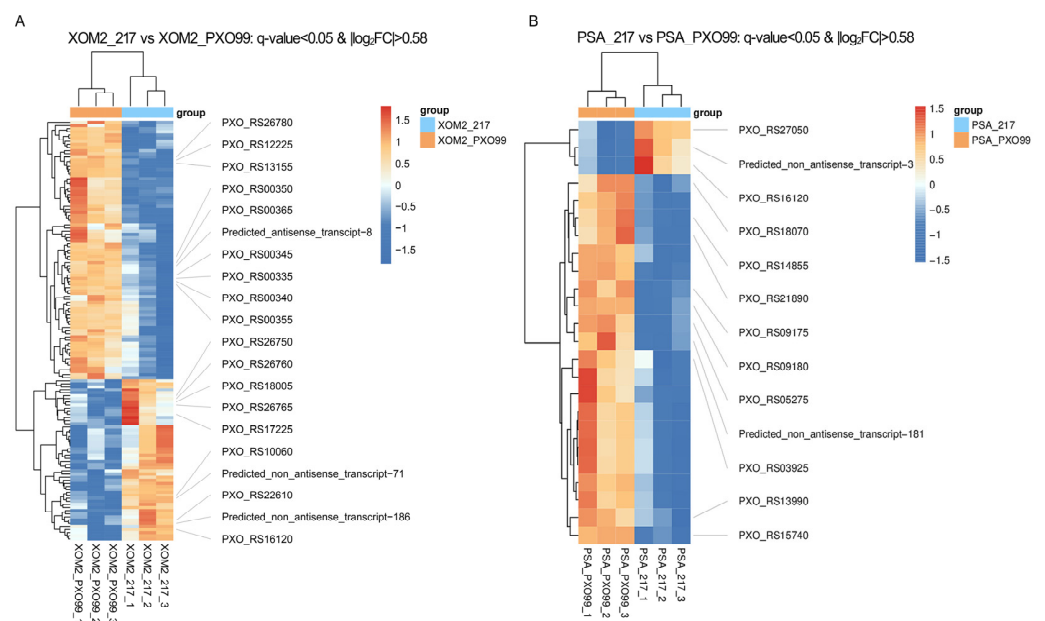 A
XOM2_217 vs XOM2_PXO99: q-value<0.05 & |log₂FC|>0.58
group
PXO_RS26780
PXO_RS12225
PXO_RS13155
PXO_RS00350
PXO_RS00365
Predicted_antisense_transcript-8
PXO_RS00345
PXO_RS00335
PXO_RS00340
PXO_RS00355
PXO_RS26750
PXO_RS26760
PXO_RS18005
PXO_RS26765
PXO_RS17225
PXO_RS10060
Predicted_non_antisense_transcript-71
PXO_RS22610
Predicted_non_antisense_transcript-186
PXO_RS16120
1.5
1
0.5
0
-0.5
-1
-1.5
group
XOM2_217
XOM2_PXO99
XOM2_PXO99_
XOM2_PXO99_2
XOM2_PXO99_3
XOM2_217_1
XOM2_217_2
XOM2_217_3
B
PSA_217 vs PSA_PXO99: q-value<0.05 & |log₂FC|>0.58
group
PXO_RS27050
Predicted_non_antisense_transcript-3
PXO_RS16120
PXO_RS18070
PXO_RS14855
PXO_RS21090
PXO_RS09175
PXO_RS09180
PXO_RS05275
Predicted_non_antisense_transcript-181
PXO_RS03925
PXO_RS13990
PXO_RS15740
1.5
1
0.5
0
-0.5
-1
-1.5
group
PSA_217
PSA_PXO99
PSA_PXO99_1
PSA_PXO99_2
PSA_PXO99_3
PSA_217_1
PSA_217_2
PSA_217_3